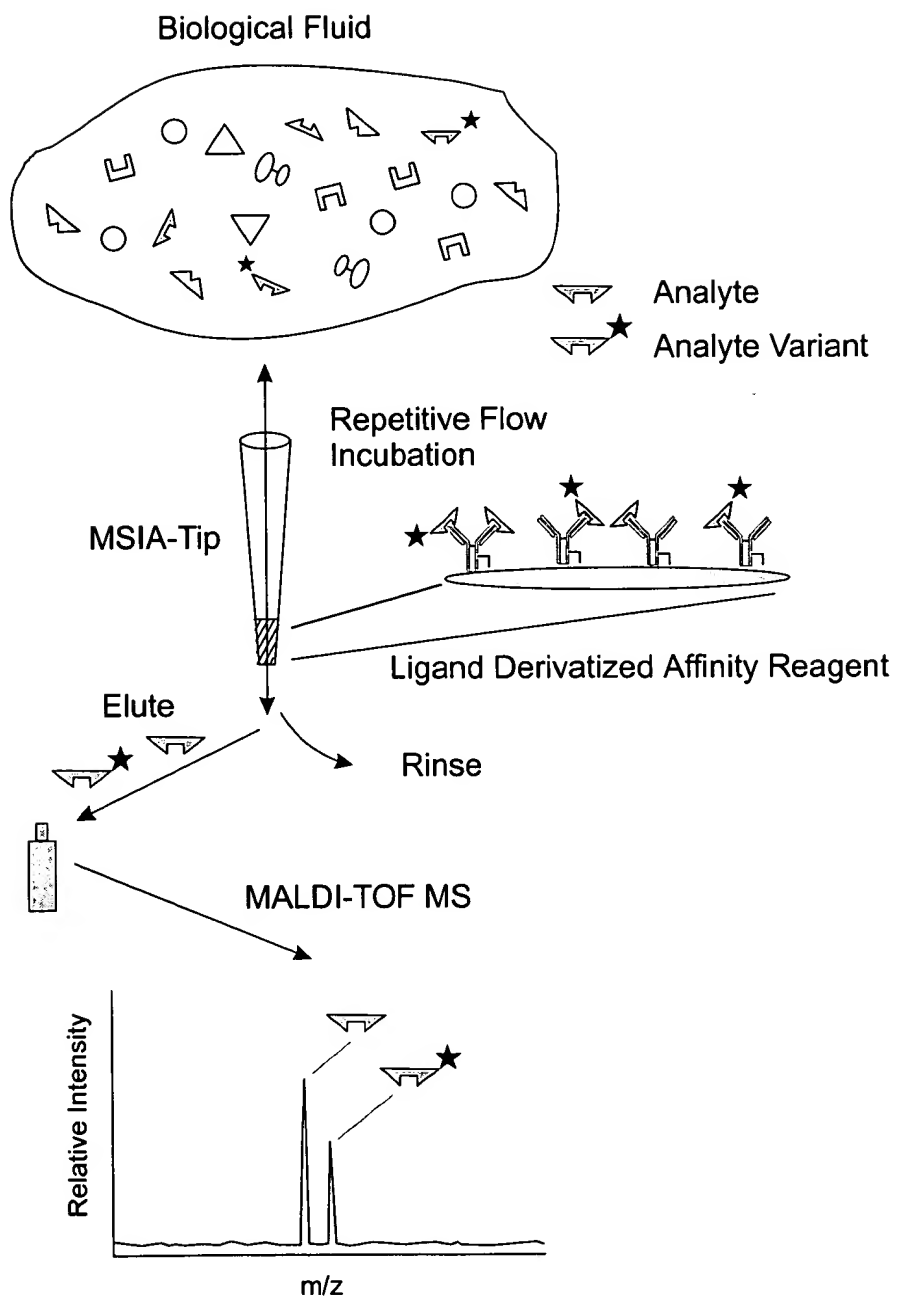 Biological Fluid
Analyte
Analyte Variant
Repetitive Flow
Incubation
MSIA-Tip
Ligand Derivatized Affinity Reagent
Elute
Rinse
MALDI-TOF MS
Relative Intensity
m/z